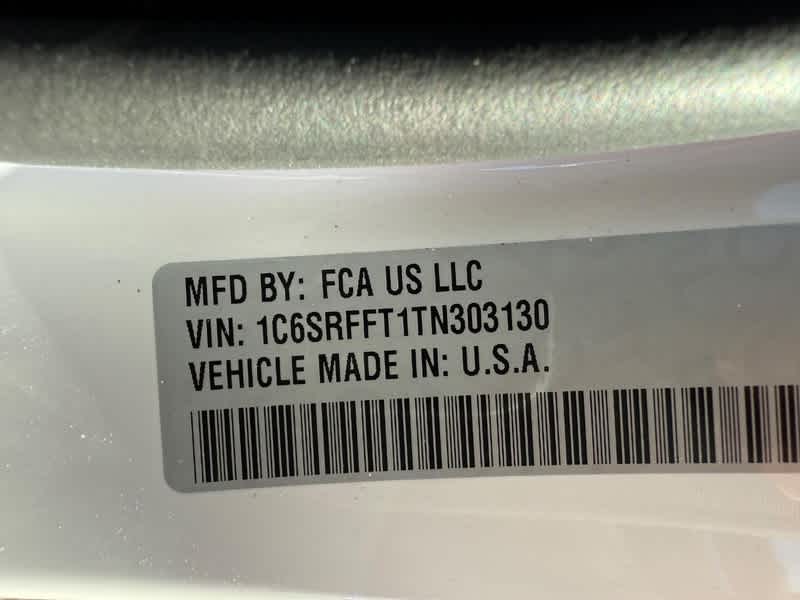 MFD BY: FCA US LLC
VIN: 1C6SRFFT1TN303130
VEHICLE MADE IN: U.S.A.